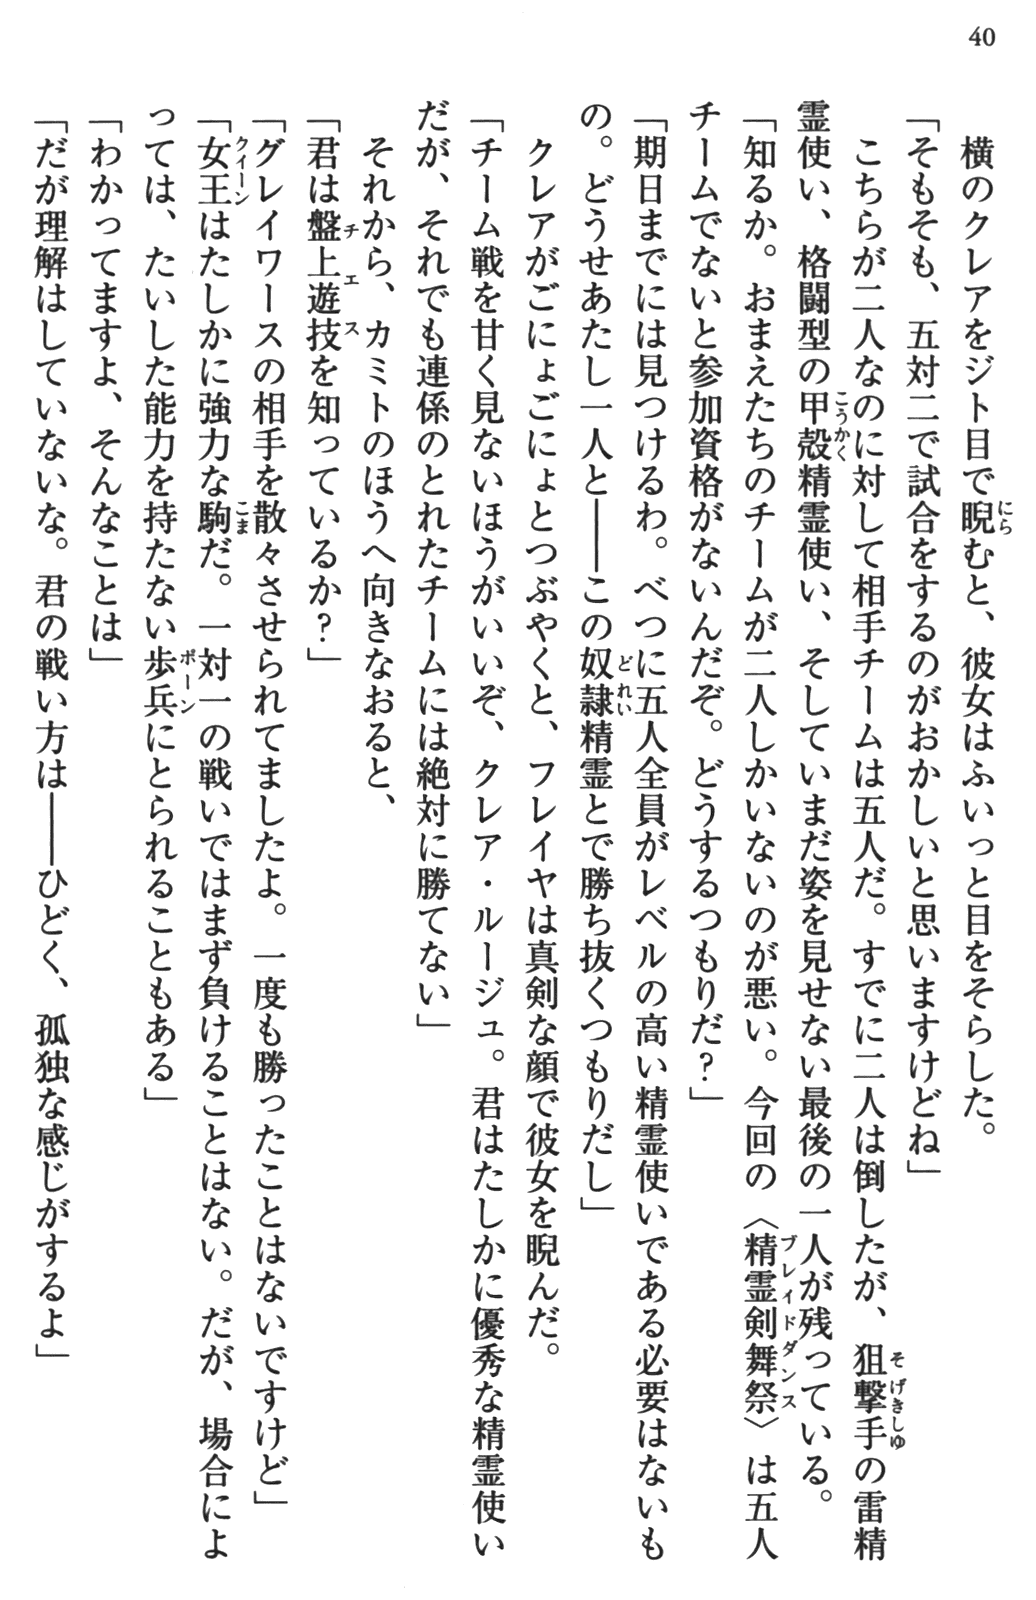 40
　横のクレアをジト目で睨むと、彼女はふいっと目をそらした。
「そもそも、五対二で試合をするのがおかしいと思いますけどね」
　こちらが二人なのに対して相手チームは五人だ。すでに二人は倒したが、狙撃手の雷精
霊使い、格闘型の甲殻精霊使い、そしていまだ姿を見せない最後の一人が残っている。
「知るか。おまえたちのチームが二人しかいないのが悪い。今回の〈精霊剣舞祭〉は五人
チームでないと参加資格がないんだぞ。どうするつもりだ？」
「期日までには見つけるわ。べつに五人全員がレベルの高い精霊使いである必要はないも
の。どうせあたし一人と――この奴隷精霊とで勝ち抜くつもりだし」
　クレアがごにょごにょとつぶやくと、フレイヤは真剣な顔で彼女を睨んだ。
「チーム戦を甘く見ないほうがいいぞ、クレア・ルージュ。君はたしかに優秀な精霊使い
だが、それでも連係のとれたチームには絶対に勝てない」
　それから、カミトのほうへ向きなおると、
「君は盤上遊技を知っているか？」
「グレイワースの相手を散々させられてましたよ。一度も勝ったことはないですけど」
「女王はたしかに強力な駒だ。一対一の戦いではまず負けることはない。だが、場合によ
っては、たいした能力を持たない歩兵にとられることもある」
「わかってますよ、そんなことは」
「だが理解はしていないな。君の戦い方は――ひどく、孤独な感じがするよ」